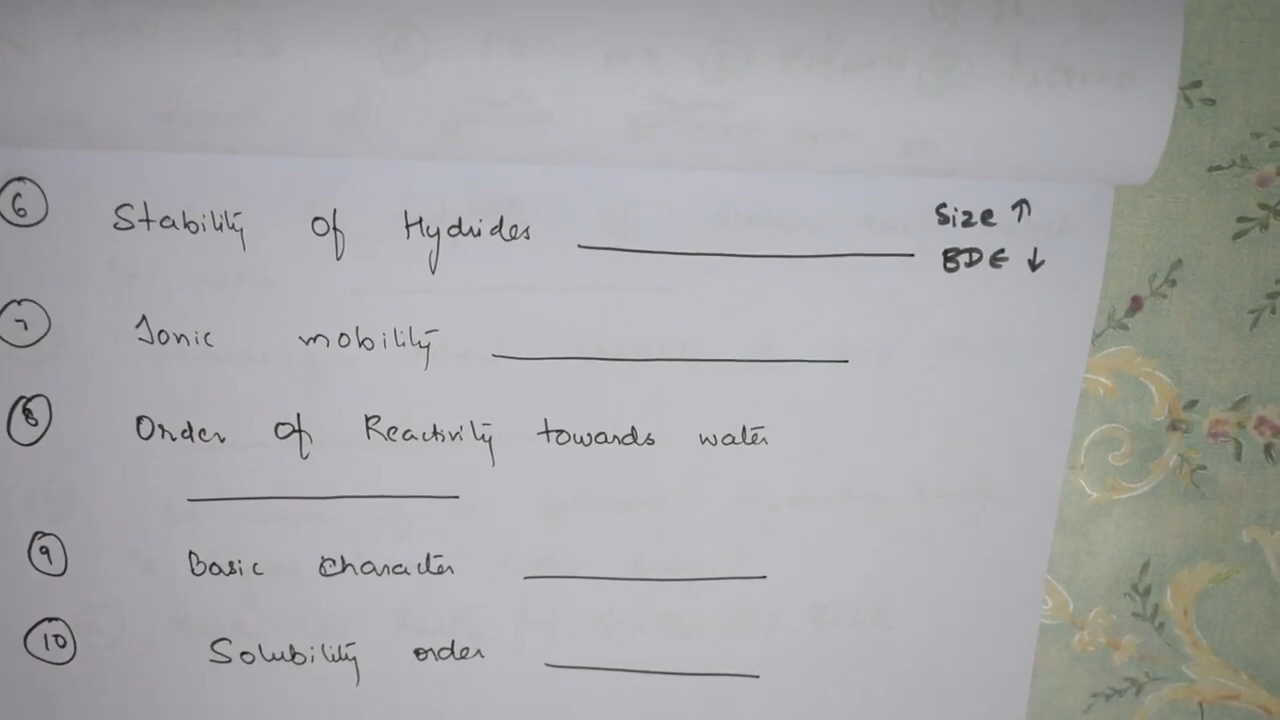 6 Stability of Hydrides ________ Size ↑
BDE ↓
7 Ionic mobility ________
8 Order of Reactivity towards water
________
9 Basic character ________
10 Solubility order ________